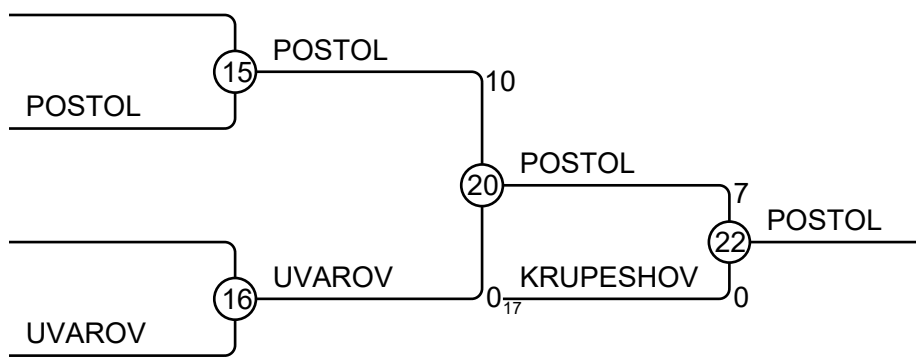 POSTOL
15
POSTOL
10
POSTOL
20
7
POSTOL
22
UVAROV
16
UVAROV
0
17
KRUPESHOV
0